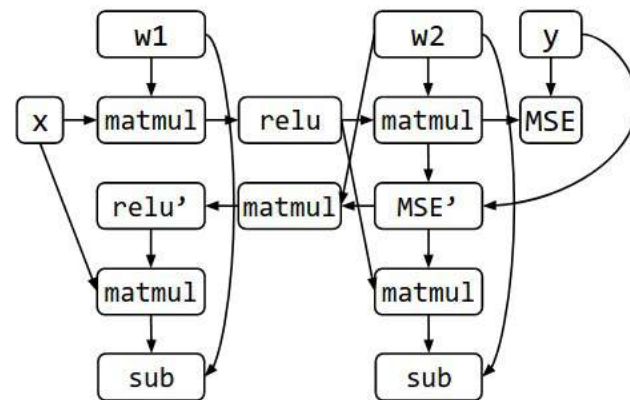 w1 w2 y
x matmul relu matmul MSE
relu’ matmul MSE’
matmul matmul
sub sub